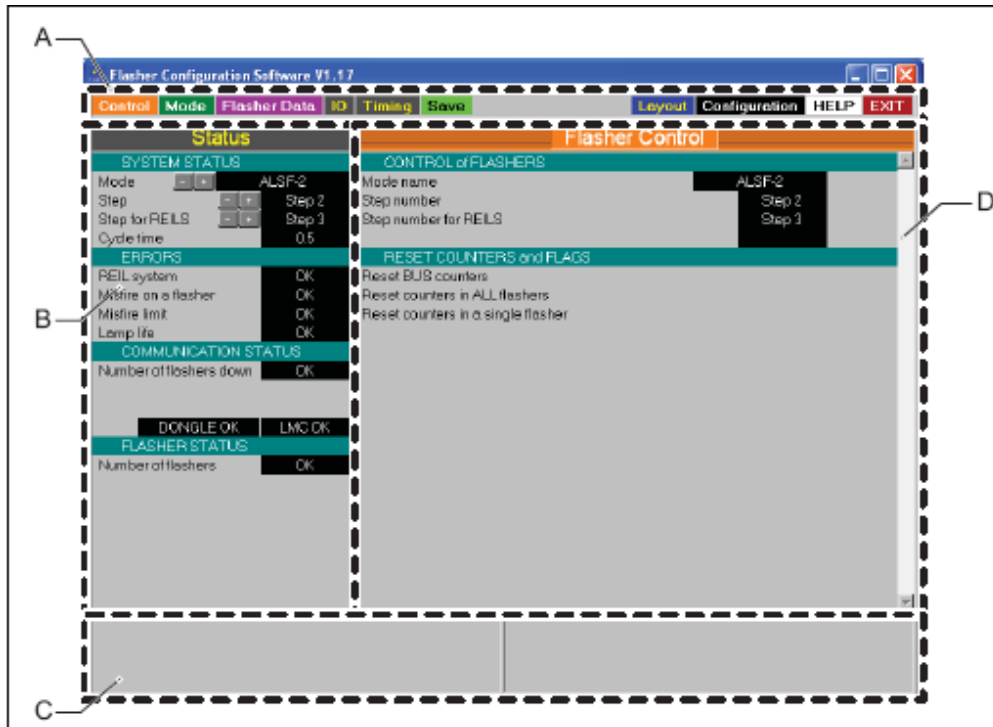 A
Flasher Configuration Software V1.17
Control Mode Flasher Data IO Timing Save Layout Configuration HELP EXIT
Status
SYSTEM STATUS
Mode - + ALSF-2
Step - + Step 2
Step for REILS - + Step 3
Cycle time 0.5
ERRORS
REIL system OK
Misfire on a flasher OK
Misfire limit OK
Lamp life OK
COMMUNICATION STATUS
Number of flashers down OK
DONGLE OK LMC OK
FLASHER STATUS
Number of flashers OK
B
Flasher Control
CONTROL of FLASHERS
Mode name ALSF-2
Step number Step 2
Step number for REILS Step 3
RESET COUNTERS and FLAGS
Reset BUS counters
Reset counters in ALL flashers
Reset counters in a single flasher
D
C